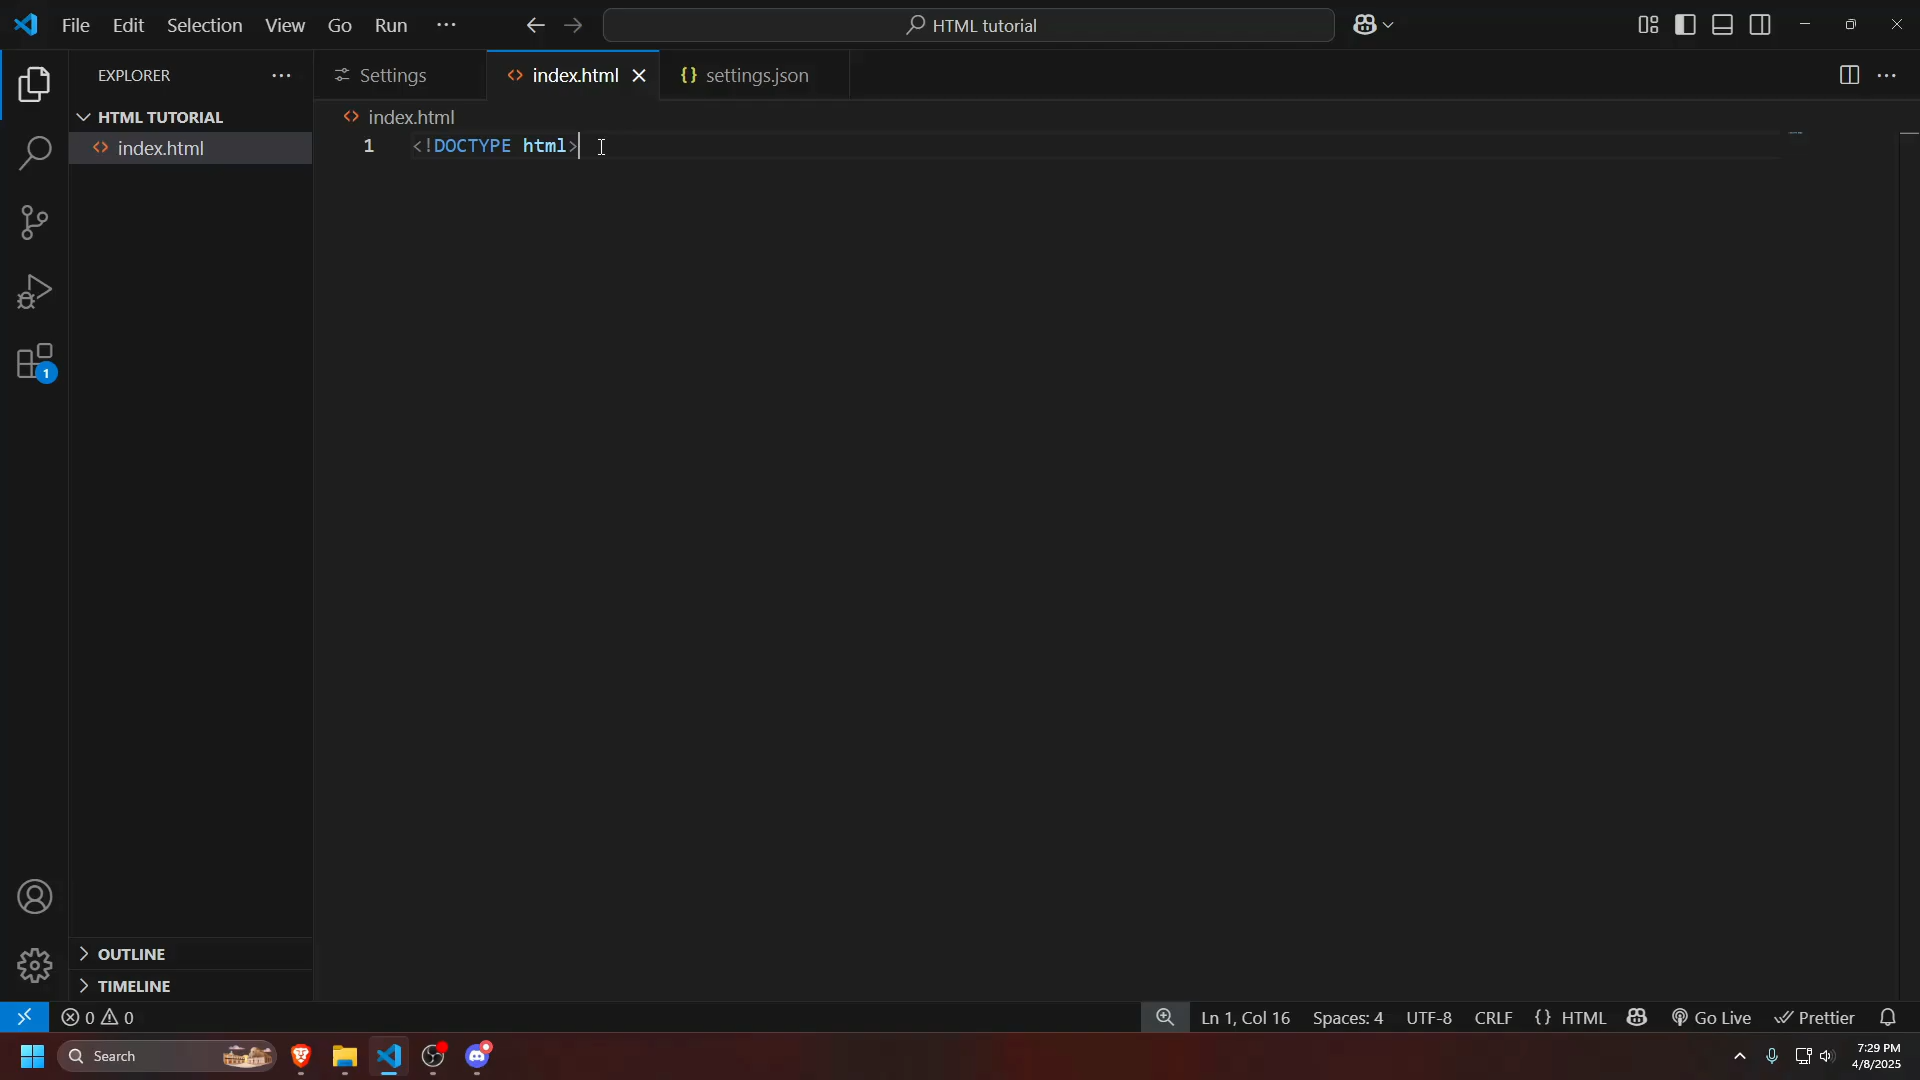 File Edit Selection View Go Run ...
HTML tutorial
EXPLORER ...
Settings
index.html
settings.json
HTML TUTORIAL
index.html
index.html
1 <!DOCTYPE html>
1
OUTLINE
TIMELINE
0 0
Ln 1, Col 16 Spaces: 4 UTF-8 CRLF {} HTML Go Live Prettier
Search
7:29 PM
4/8/2025